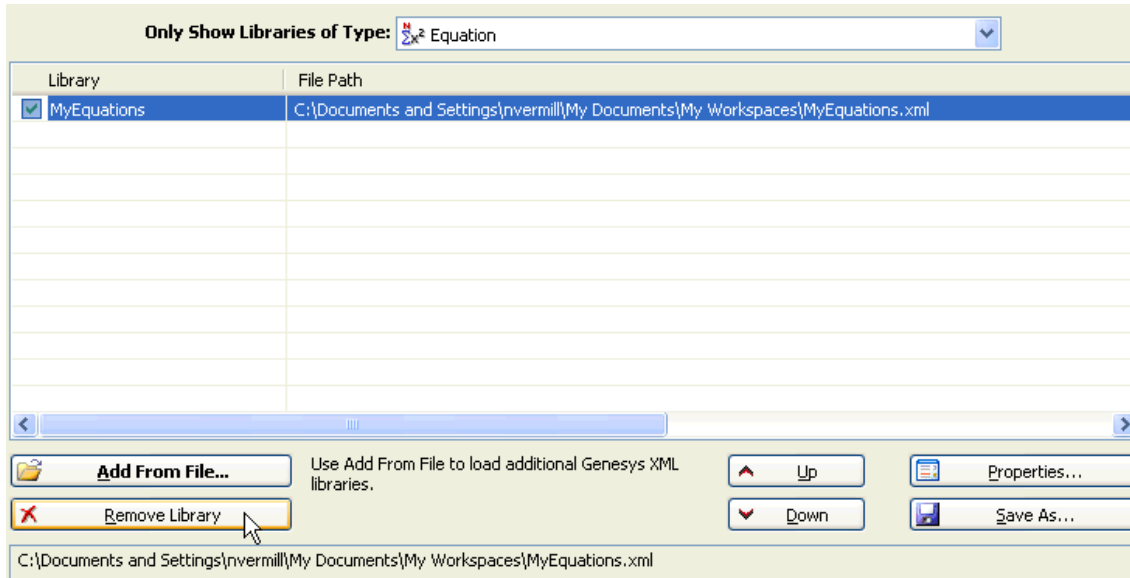 Only Show Libraries of Type: N Σx² Equation
Library File Path
MyEquations C:\Documents and Settings\nvermill\My Documents\My Workspaces\MyEquations.xml
Add From File... Use Add From File to load additional Genesys XML
libraries.
Up Properties...
Remove Library Down Save As...
C:\Documents and Settings\nvermill\My Documents\My Workspaces\MyEquations.xml